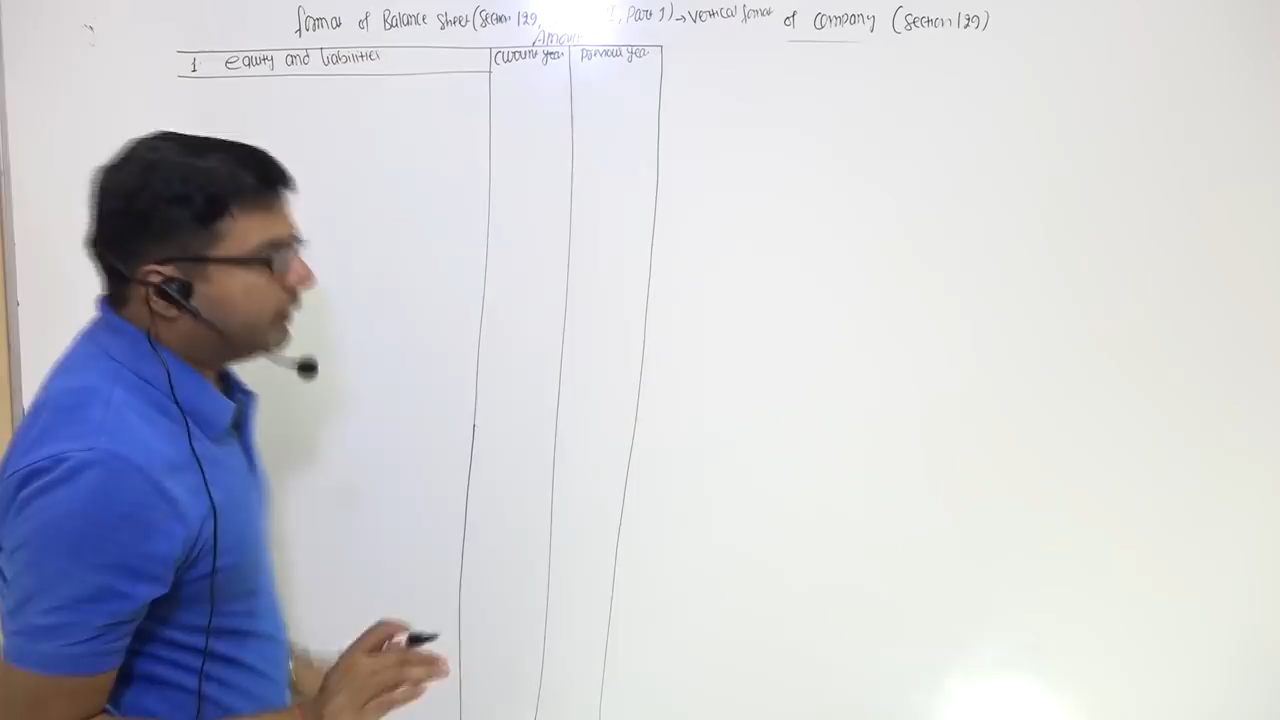 format of Balance Sheet (Section 129, Part 1) → vertical format of company (Section 129)
Amount
1. equity and liabilities current year previous year